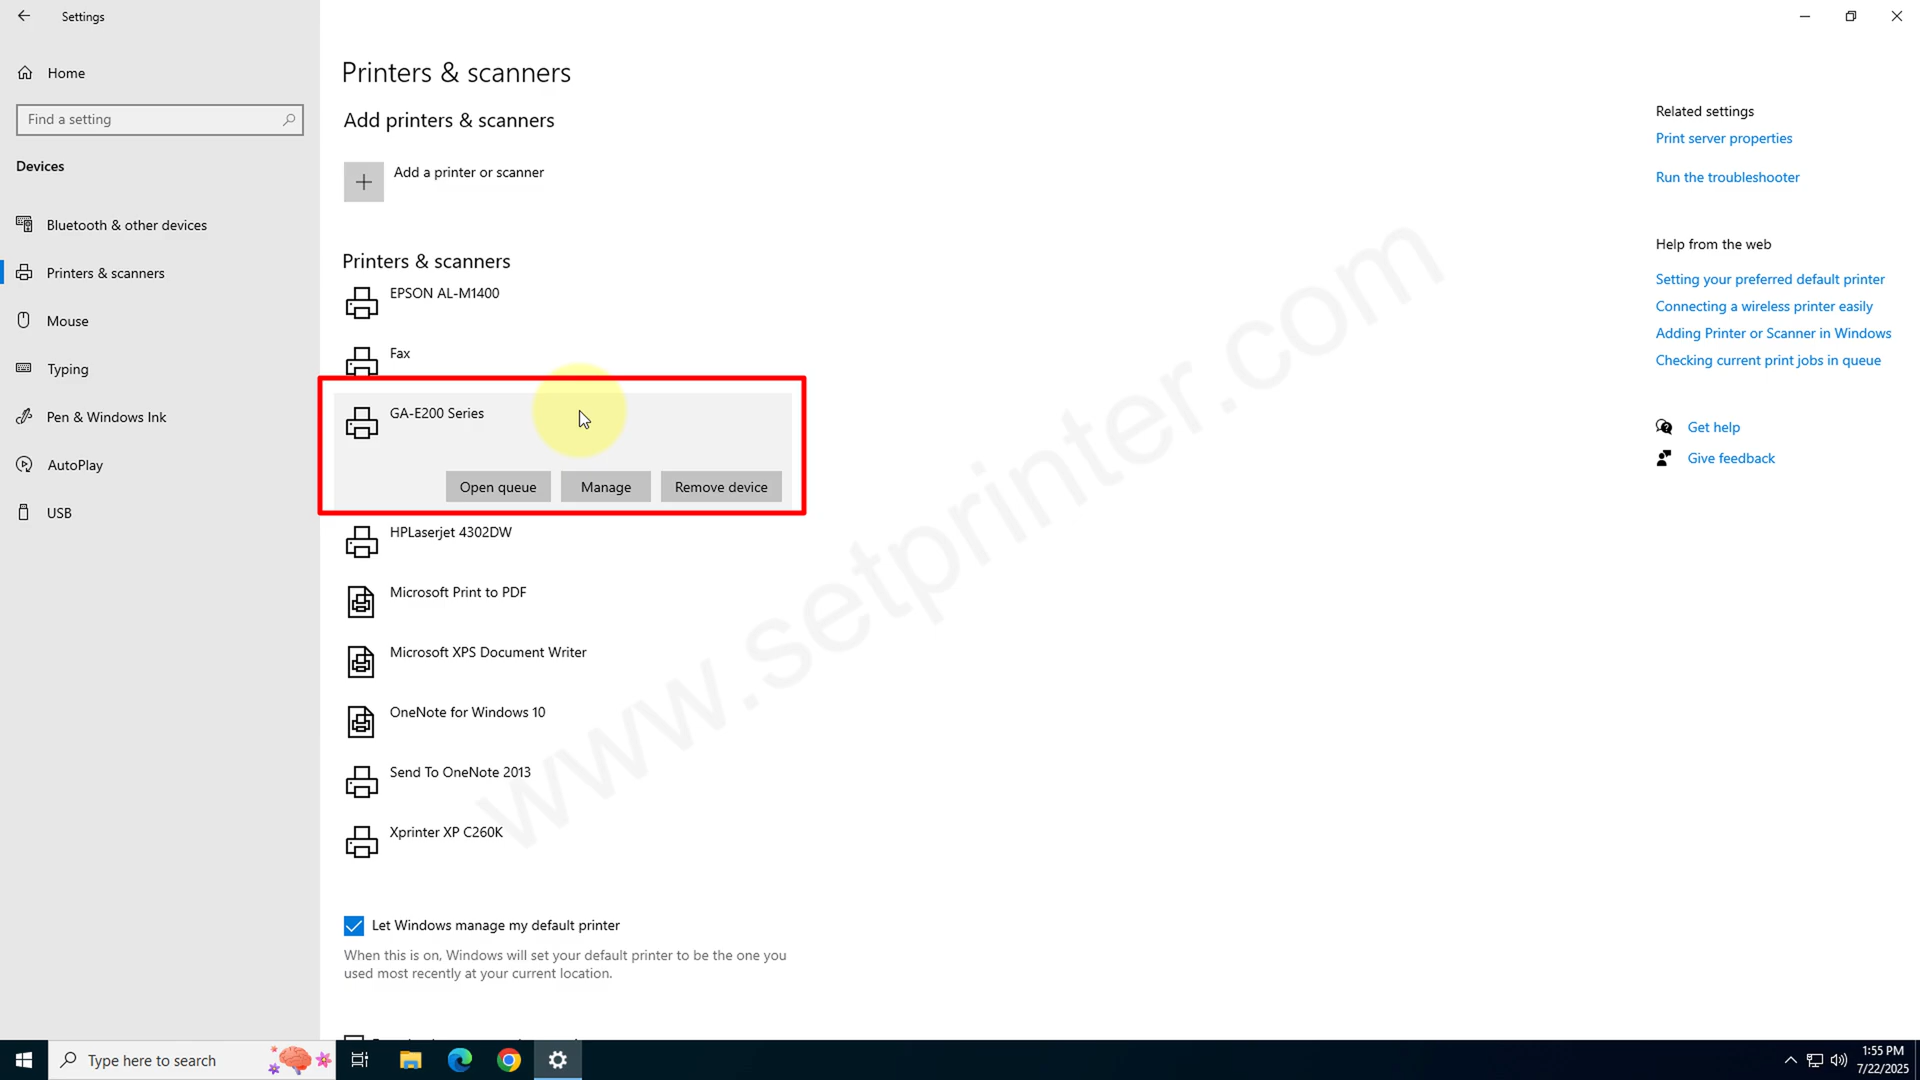 Settings
Home
Find a setting
Devices
Bluetooth & other devices
Printers & scanners
Mouse
Typing
Pen & Windows Ink
AutoPlay
USB
Printers & scanners
Add printers & scanners
Add a printer or scanner
Printers & scanners
EPSON AL-M1400
Fax
GA-E200 Series
Open queue
Manage
Remove device
HPLaserjet 4302DW
Microsoft Print to PDF
Microsoft XPS Document Writer
OneNote for Windows 10
Send To OneNote 2013
Xprinter XP C260K
Let Windows manage my default printer
When this is on, Windows will set your default printer to be the one you
used most recently at your current location.
Related settings
Print server properties
Run the troubleshooter
Help from the web
Setting your preferred default printer
Connecting a wireless printer easily
Adding Printer or Scanner in Windows
Checking current print jobs in queue
Get help
Give feedback
www.setprinter.com
Type here to search
1:55 PM
7/22/2025